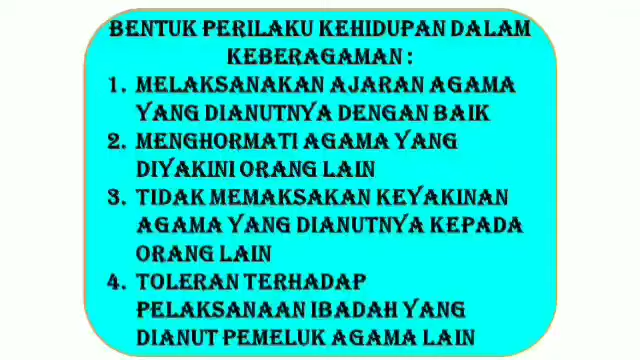 BENTUK PERILAKU KEHIDUPAN DALAM
KEBERAGAMAN :
1. MELAKSANAKAN AJARAN AGAMA
YANG DIANUTNYA DENGAN BAIK
2. MENGHORMATI AGAMA YANG
DIYAKINI ORANG LAIN
3. TIDAK MEMAKSAKAN KEYAKINAN
AGAMA YANG DIANUTNYA KEPADA
ORANG LAIN
4. TOLERAN TERHADAP
PELAKSANAAN IBADAH YANG
DIANUT PEMELUK AGAMA LAIN